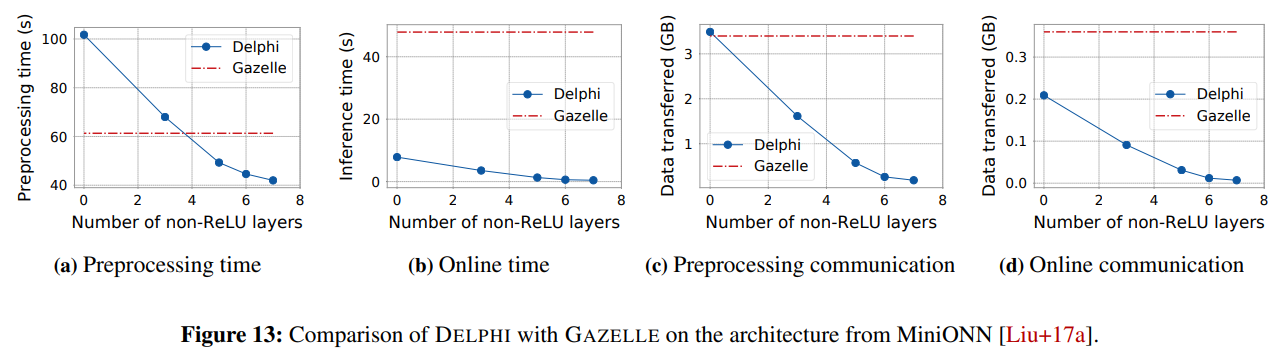 Preprocessing time (s)
100
80
60
40
0
2
4
6
8
Delphi
Gazelle
Number of non-ReLU layers
(a) Preprocessing time
Inference time (s)
40
20
0
0
2
4
6
8
Delphi
Gazelle
Number of non-ReLU layers
(b) Online time
Data transferred (GB)
3
2
1
0
2
4
6
8
Delphi
Gazelle
Number of non-ReLU layers
(c) Preprocessing communication
Data transferred (GB)
0.3
0.2
0.1
0.0
0
2
4
6
8
Delphi
Gazelle
Number of non-ReLU layers
(d) Online communication
Figure 13: Comparison of DELPHI with GAZELLE on the architecture from MiniONN [Liu+17a].